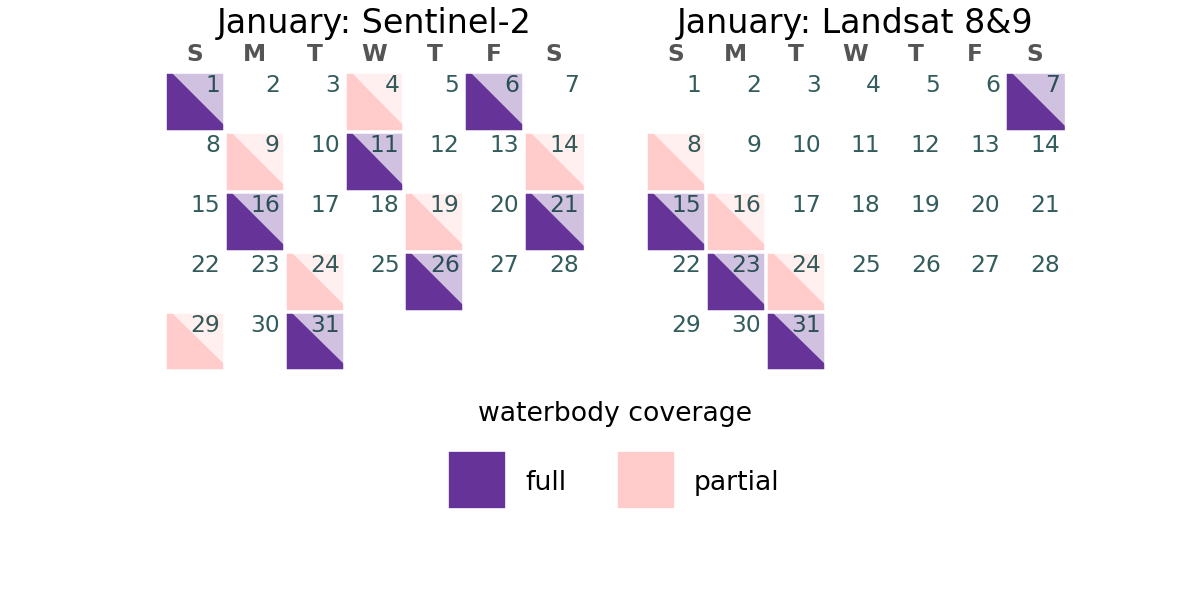 January: Sentinel-2
S M T W T F S
1 2 3 4 5 6 7
8 9 10 11 12 13 14
15 16 17 18 19 20 21
22 23 24 25 26 27 28
29 30 31
January: Landsat 8&9
S M T W T F S
1 2 3 4 5 6 7
8 9 10 11 12 13 14
15 16 17 18 19 20 21
22 23 24 25 26 27 28
29 30 31
waterbody coverage
full
partial